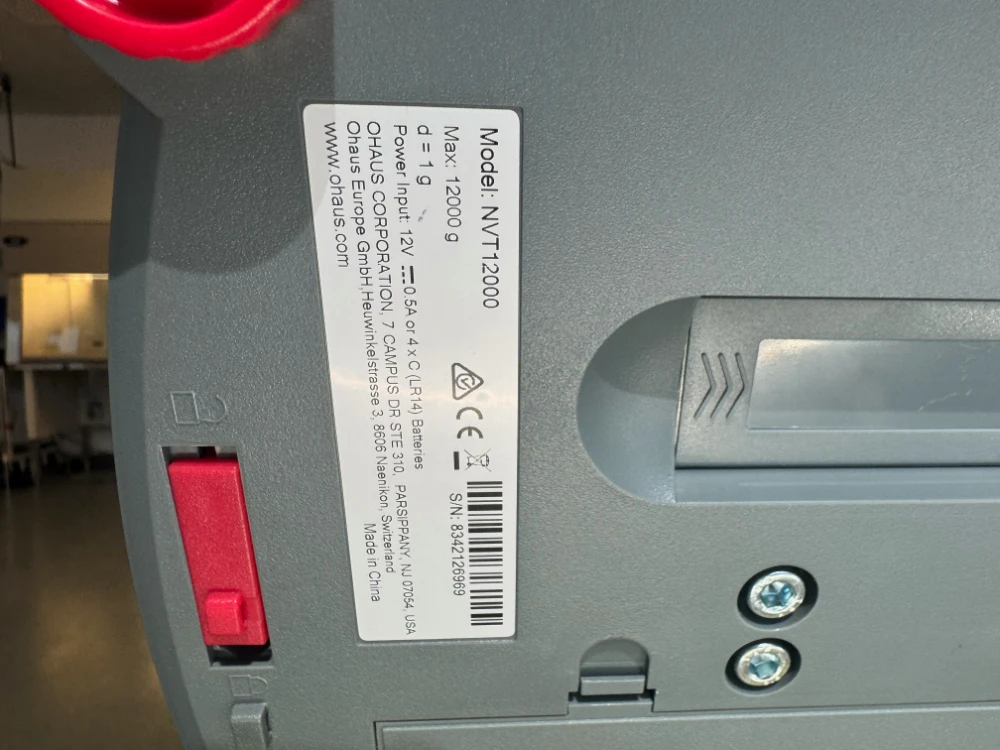 Model: NVT12000
Max: 12000 g
d = 1 g
S/N: 8342126969
Power Input: 12V ⎓ 0.5A or 4 x C (LR14) Batteries
OHAUS CORPORATION, 7 CAMPUS DR STE 310, PARSIPPANY, NJ 07054, USA
Ohaus Europe GmbH,Heuwinkelstrasse 3, 8606 Naenikon, Switzerland
www.ohaus.com
Made in China